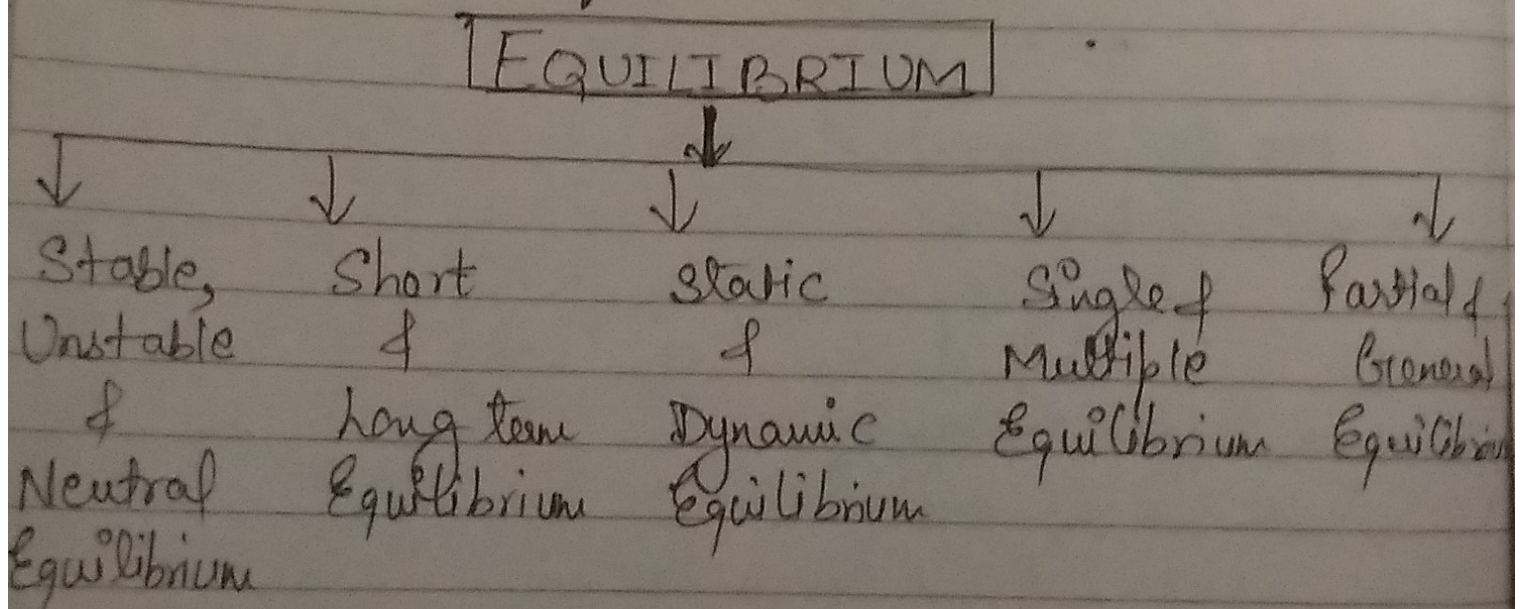 EQUILIBRIUM
Stable,
Unstable
&
Neutral
Equilibrium
Short
&
Long term
Equilibrium
Static
&
Dynamic
Equilibrium
Single &
Multiple
Equilibrium
Partial &
General
Equilibrium